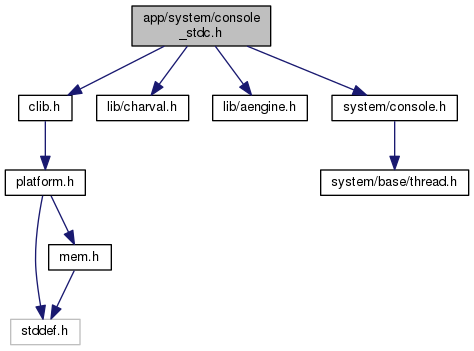 app/system/console
_stdc.h
clib.h
lib/charval.h
lib/aengine.h
system/console.h
platform.h
system/base/thread.h
mem.h
stddef.h